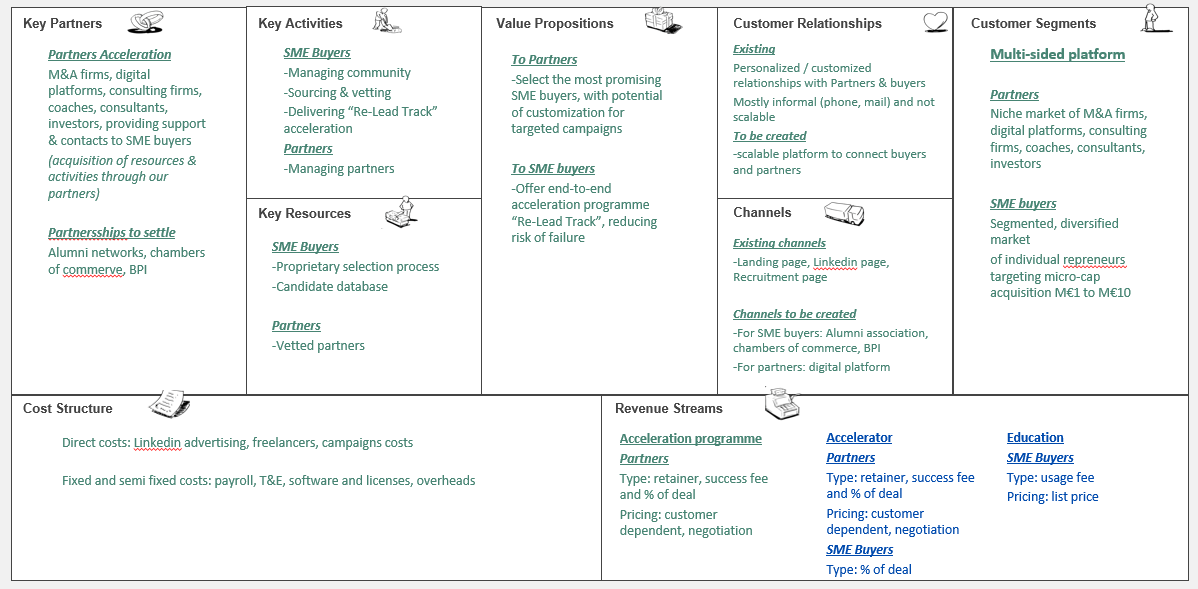 Key Partners
Partners Acceleration
M&A firms, digital
platforms, consulting firms,
coaches, consultants,
investors, providing support
& contacts to SME buyers
(acquisition of resources &
activities through our
partners)
Partnersships to settle
Alumni networks, chambers
of commerve, BPI
Key Activities
SME Buyers
-Managing community
-Sourcing & vetting
-Delivering “Re-Lead Track”
acceleration
Partners
-Managing partners
Key Resources
SME Buyers
-Proprietary selection process
-Candidate database
Partners
-Vetted partners
Value Propositions
To Partners
-Select the most promising
SME buyers, with potential
of customization for
targeted campaigns
To SME buyers
-Offer end-to-end
acceleration programme
“Re-Lead Track”, reducing
risk of failure
Customer Relationships
Existing
Personalized / customized
relationships with Partners & buyers
Mostly informal (phone, mail) and not
scalable
To be created
-scalable platform to connect buyers
and partners
Channels
Existing channels
-Landing page, Linkedin page,
Recruitment page
Channels to be created
-For SME buyers: Alumni association,
chambers of commerce, BPI
-For partners: digital platform
Customer Segments
Multi-sided platform
Partners
Niche market of M&A firms,
digital platforms, consulting
firms, coaches, consultants,
investors
SME buyers
Segmented, diversified
market
of individual repreneurs
targeting micro-cap
acquisition M€1 to M€10
Cost Structure
Direct costs: Linkedin advertising, freelancers, campaigns costs
Fixed and semi fixed costs: payroll, T&E, software and licenses, overheads
Revenue Streams
Acceleration programme
Partners
Type: retainer, success fee
and % of deal
Pricing: customer
dependent, negotiation
Accelerator
Partners
Type: retainer, success fee
and % of deal
Pricing: customer
dependent, negotiation
SME Buyers
Type: % of deal
Education
SME Buyers
Type: usage fee
Pricing: list price